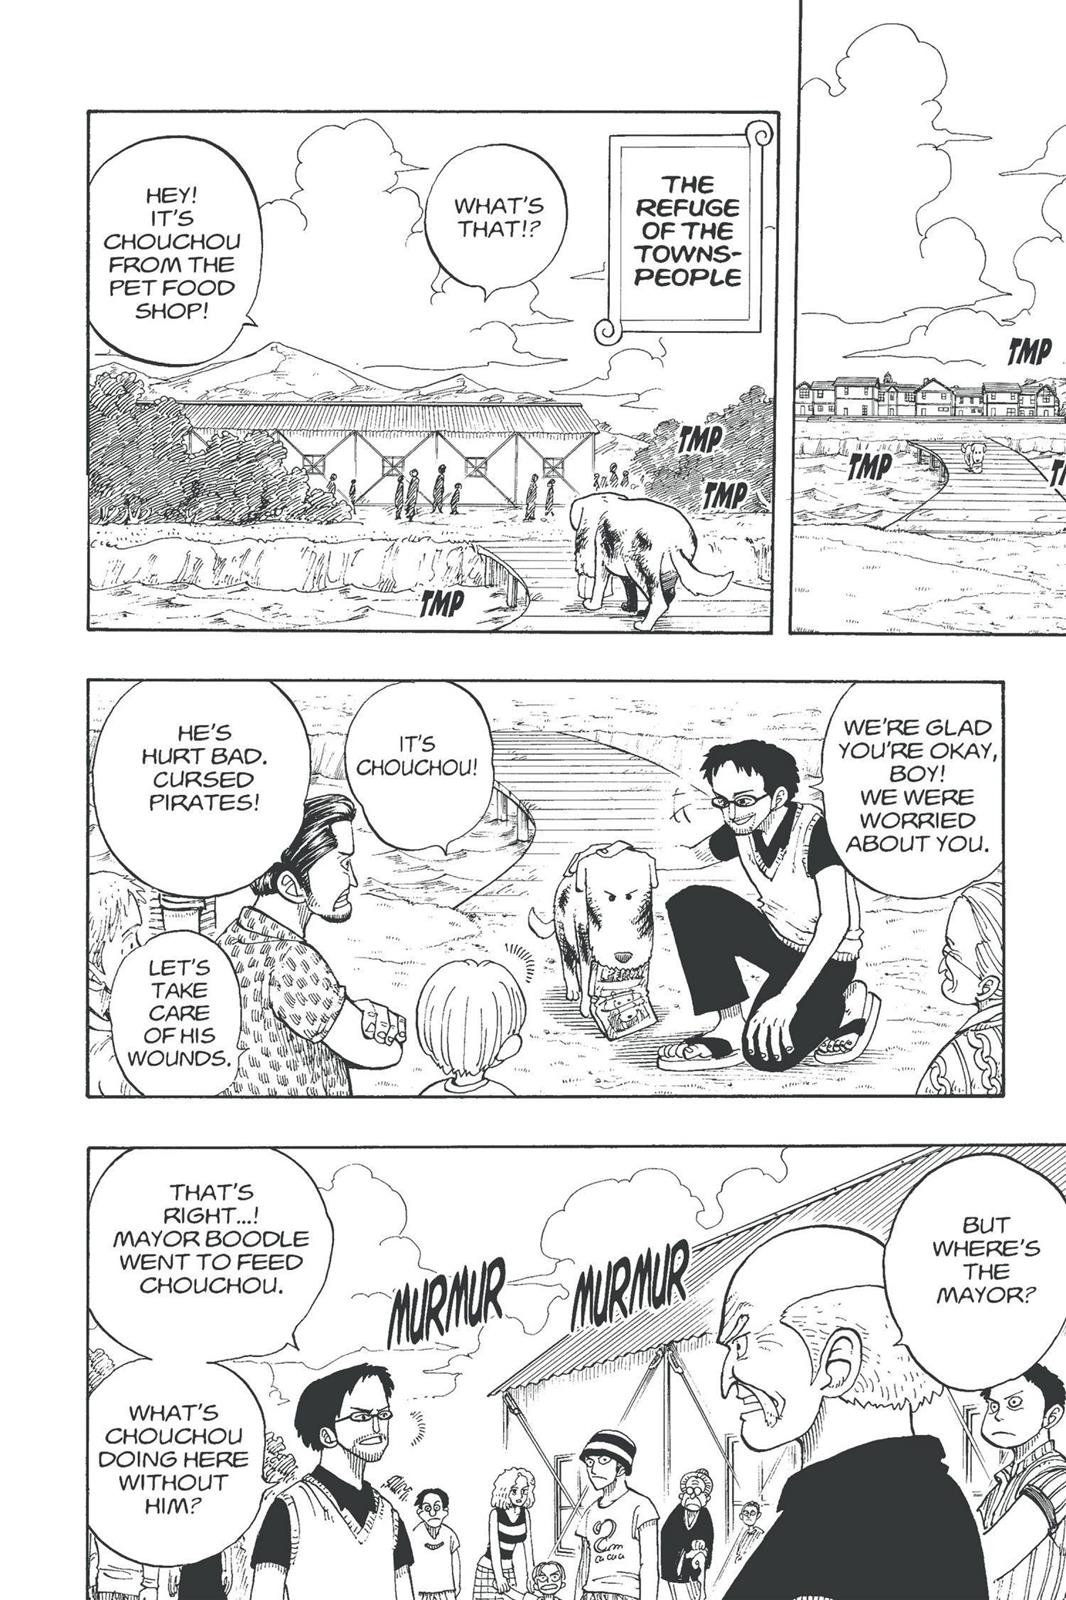 TMP
TMP
TM
THE
REFUGE
OF THE
TOWNS-
PEOPLE
WHAT'S
THAT!?
HEY!
IT'S
CHOUCHOU
FROM THE
PET FOOD
SHOP!
TMP
TMP
TMP
WE'RE GLAD
YOU'RE OKAY,
BOY!
WE WERE
WORRIED
ABOUT YOU.
IT'S
CHOUCHOU!
HE'S
HURT BAD.
CURSED
PIRATES!
LET'S
TAKE
CARE
OF HIS
WOUNDS.
BUT
WHERE'S
THE
MAYOR?
MURMUR
MURMUR
THAT'S
RIGHT...!
MAYOR BOODLE
WENT TO FEED
CHOUCHOU.
WHAT'S
CHOUCHOU
DOING HERE
WITHOUT
HIM?